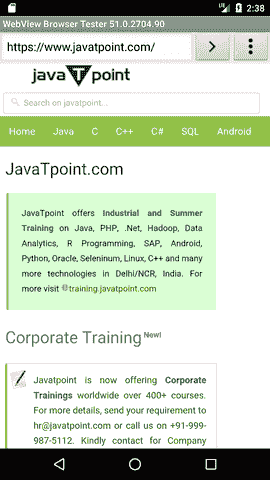 2:38
WebView Browser Tester 51.0.2704.90
https://www.javatpoint.com/
javaTpoint
Search on javatpoint...
Home Java C C++ C# SQL Android
JavaTpoint.com
JavaTpoint offers Industrial and Summer
Training on Java, PHP, .Net, Hadoop, Data
Analytics, R Programming, SAP, Android,
Python, Oracle, Seleninum, Linux, C++ and many
more technologies in Delhi/NCR, India. For
more visit training.javatpoint.com
Corporate Training New!
Javatpoint is now offering Corporate
Trainings worldwide over 400+ courses.
For more details, send your requirement to
hr@javatpoint.com or call us on +91-999-
987-5112. Kindly contact for Company